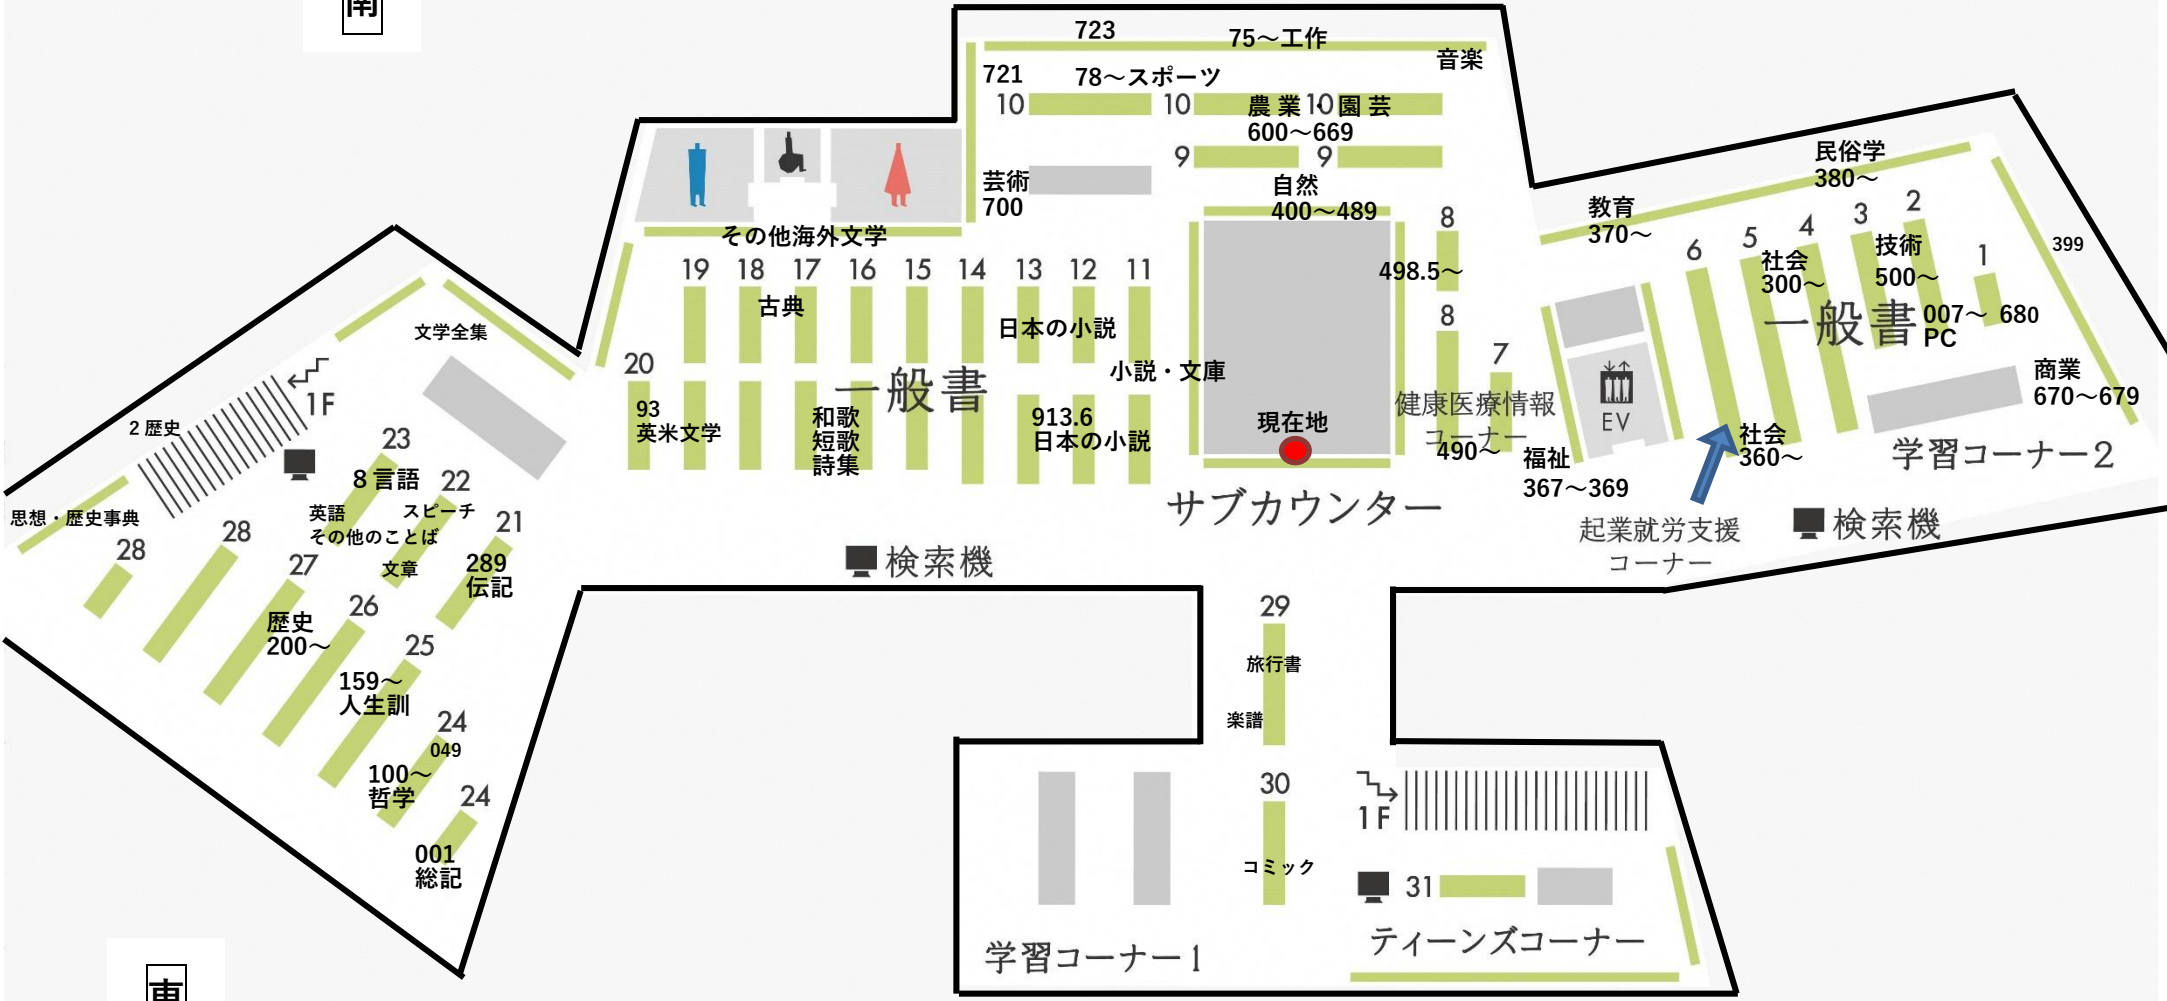 南
723
75～工作
音楽
721
78～スポーツ
10
10
農業・園芸
10
600～669
9
9
芸術
700
自然
400～489
その他海外文学
19
18
17
16
15
14
13
12
11
古典
日本の小説
小説・文庫
一般書
20
93
英米文学
和歌
短歌
詩集
913.6
日本の小説
現在地
サブカウンター
検索機
8
498.5～
8
7
健康医療情報
コーナー
490～
福祉
367～369
EV
教育
370～
民俗学
380～
399
6
5
4
3
2
1
社会
300～
技術
500～
一般書
007～
PC
680
商業
670～679
社会
360～
学習コーナー2
起業就労支援
コーナー
検索機
文学全集
1F
2 歴史
思想・歴史事典
23
8 言語
22
英語
スピーチ
その他のことば
文章
21
289
伝記
28
28
27
歴史
200～
26
25
159～
人生訓
24
049
100～
哲学
24
001
総記
29
旅行書
楽譜
30
コミック
学習コーナー1
1F
31
ティーンズコーナー